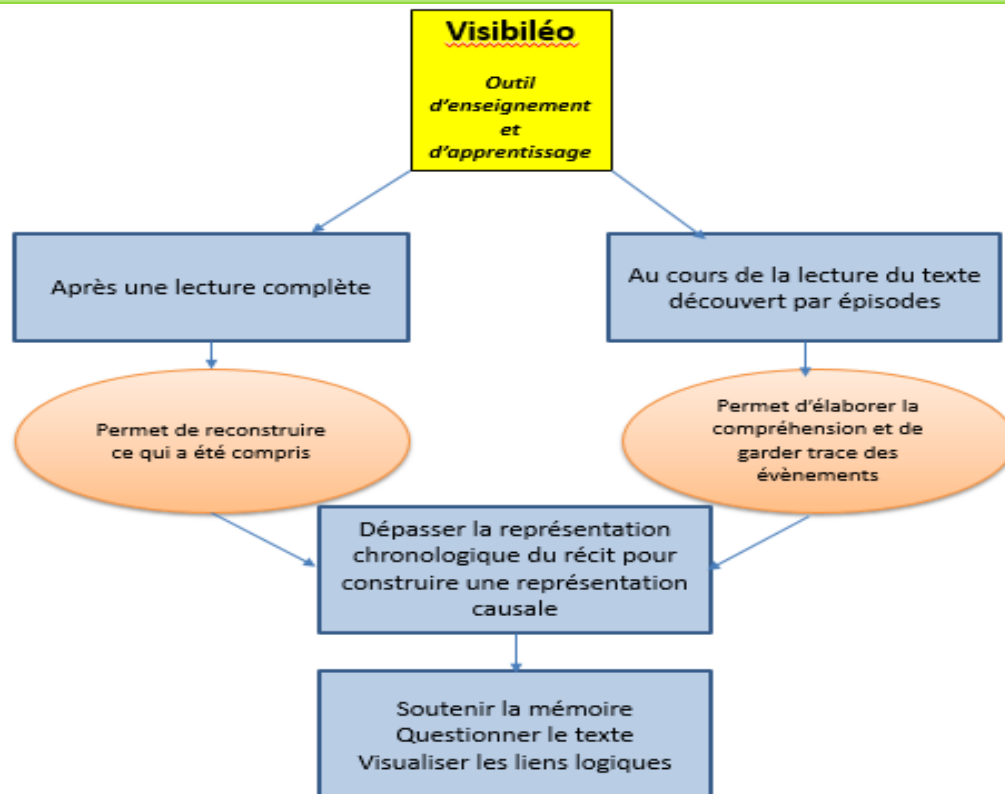 Visibiléo
Outil
d'enseignement
et
d'apprentissage
Après une lecture complète
Au cours de la lecture du texte
découvert par épisodes
Permet de reconstruire
ce qui a été compris
Permet d'élaborer la
compréhension et de
garder trace des
évènements
Dépasser la représentation
chronologique du récit pour
construire une représentation
causale
Soutenir la mémoire
Questionner le texte
Visualiser les liens logiques